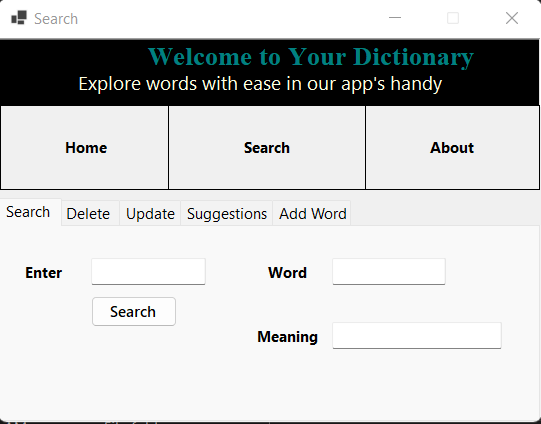 Search
Welcome to Your Dictionary
Explore words with ease in our app's handy
Home Search About
Search Delete Update Suggestions Add Word
Enter Word
Search
Meaning